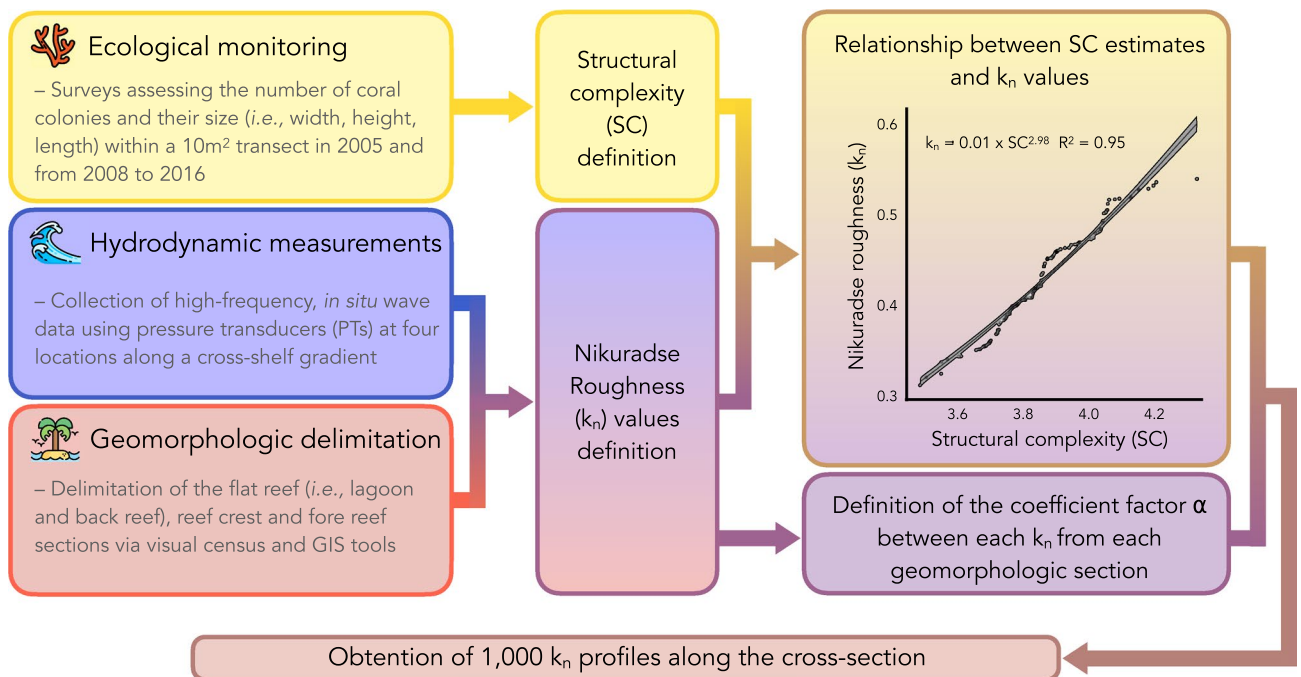 Ecological monitoring
– Surveys assessing the number of coral
colonies and their size (i.e., width, height,
length) within a 10m² transect in 2005 and
from 2008 to 2016
Hydrodynamic measurements
– Collection of high-frequency, in situ wave
data using pressure transducers (PTs) at four
locations along a cross-shelf gradient
Geomorphologic delimitation
– Delimitation of the flat reef (i.e., lagoon
and back reef), reef crest and fore reef
sections via visual census and GIS tools
Structural
complexity
(SC)
definition
Nikuradse
Roughness
(kₙ) values
definition
Relationship between SC estimates
and kₙ values
kₙ = 0.01 x SC²·⁹⁸ R² = 0.95
Nikuradse roughness (kₙ)
0.6
0.5
0.4
0.3
3.6 3.8 4.0 4.2
Structural complexity (SC)
Definition of the coefficient factor α
between each kₙ from each
geomorphologic section
Obtention of 1,000 kₙ profiles along the cross-section